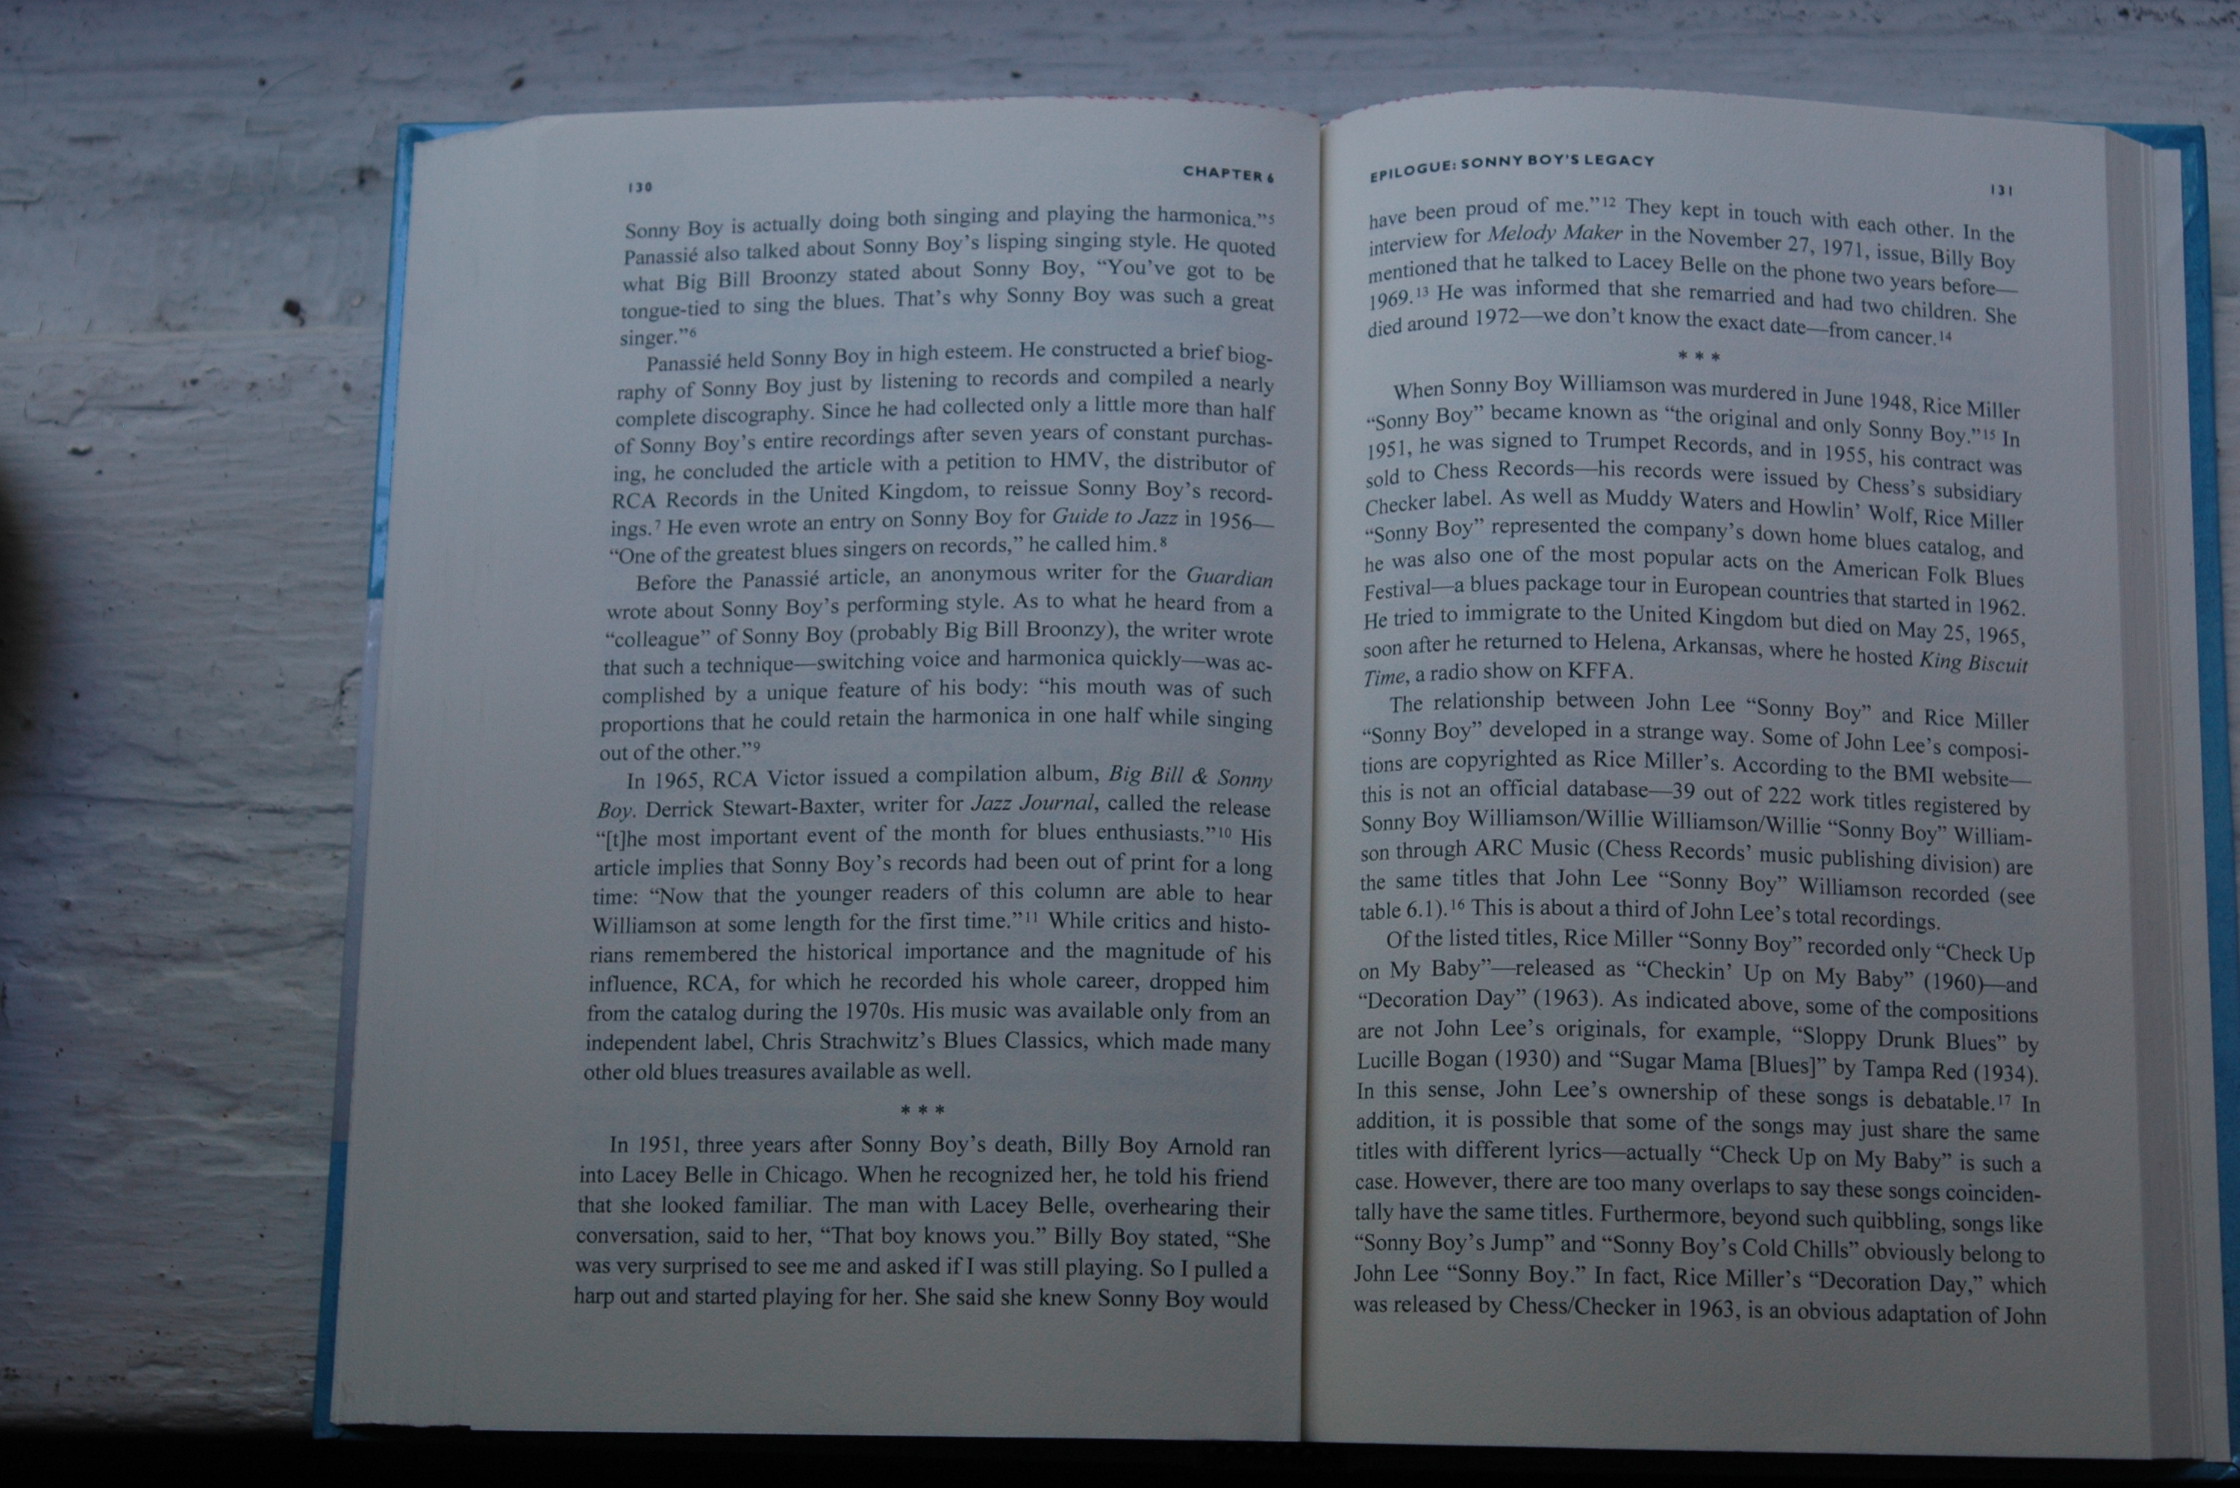 130
CHAPTER 6
Sonny Boy is actually doing both singing and playing the harmonica.”5
Panassié also talked about Sonny Boy’s lisping singing style. He quoted
what Big Bill Broonzy stated about Sonny Boy, “You’ve got to be
tongue-tied to sing the blues. That’s why Sonny Boy was such a great
singer.”6
Panassié held Sonny Boy in high esteem. He constructed a brief biog-
raphy of Sonny Boy just by listening to records and compiled a nearly
complete discography. Since he had collected only a little more than half
of Sonny Boy’s entire recordings after seven years of constant purchas-
ing, he concluded the article with a petition to HMV, the distributor of
RCA Records in the United Kingdom, to reissue Sonny Boy’s record-
ings.7 He even wrote an entry on Sonny Boy for Guide to Jazz in 1956—
“One of the greatest blues singers on records,” he called him.8
Before the Panassié article, an anonymous writer for the Guardian
wrote about Sonny Boy’s performing style. As to what he heard from a
“colleague” of Sonny Boy (probably Big Bill Broonzy), the writer wrote
that such a technique—switching voice and harmonica quickly—was ac-
complished by a unique feature of his body: “his mouth was of such
proportions that he could retain the harmonica in one half while singing
out of the other.”9
In 1965, RCA Victor issued a compilation album, Big Bill & Sonny
Boy. Derrick Stewart-Baxter, writer for Jazz Journal, called the release
“[t]he most important event of the month for blues enthusiasts.”10 His
article implies that Sonny Boy’s records had been out of print for a long
time: “Now that the younger readers of this column are able to hear
Williamson at some length for the first time.”11 While critics and histo-
rians remembered the historical importance and the magnitude of his
influence, RCA, for which he recorded his whole career, dropped him
from the catalog during the 1970s. His music was available only from an
independent label, Chris Strachwitz’s Blues Classics, which made many
other old blues treasures available as well.
* * *
In 1951, three years after Sonny Boy’s death, Billy Boy Arnold ran
into Lacey Belle in Chicago. When he recognized her, he told his friend
that she looked familiar. The man with Lacey Belle, overhearing their
conversation, said to her, “That boy knows you.” Billy Boy stated, “She
was very surprised to see me and asked if I was still playing. So I pulled a
harp out and started playing for her. She said she knew Sonny Boy would
EPILOGUE: SONNY BOY’S LEGACY
131
have been proud of me.”12 They kept in touch with each other. In the
interview for Melody Maker in the November 27, 1971, issue, Billy Boy
mentioned that he talked to Lacey Belle on the phone two years before—
1969.13 He was informed that she remarried and had two children. She
died around 1972—we don’t know the exact date—from cancer.14
* * *
When Sonny Boy Williamson was murdered in June 1948, Rice Miller
“Sonny Boy” became known as “the original and only Sonny Boy.”15 In
1951, he was signed to Trumpet Records, and in 1955, his contract was
sold to Chess Records—his records were issued by Chess’s subsidiary
Checker label. As well as Muddy Waters and Howlin’ Wolf, Rice Miller
“Sonny Boy” represented the company’s down home blues catalog, and
he was also one of the most popular acts on the American Folk Blues
Festival—a blues package tour in European countries that started in 1962.
He tried to immigrate to the United Kingdom but died on May 25, 1965,
soon after he returned to Helena, Arkansas, where he hosted King Biscuit
Time, a radio show on KFFA.
The relationship between John Lee “Sonny Boy” and Rice Miller
“Sonny Boy” developed in a strange way. Some of John Lee’s composi-
tions are copyrighted as Rice Miller’s. According to the BMI website—
this is not an official database—39 out of 222 work titles registered by
Sonny Boy Williamson/Willie Williamson/Willie “Sonny Boy” William-
son through ARC Music (Chess Records’ music publishing division) are
the same titles that John Lee “Sonny Boy” Williamson recorded (see
table 6.1).16 This is about a third of John Lee’s total recordings.
Of the listed titles, Rice Miller “Sonny Boy” recorded only “Check Up
on My Baby”—released as “Checkin’ Up on My Baby” (1960)—and
“Decoration Day” (1963). As indicated above, some of the compositions
are not John Lee’s originals, for example, “Sloppy Drunk Blues” by
Lucille Bogan (1930) and “Sugar Mama [Blues]” by Tampa Red (1934).
In this sense, John Lee’s ownership of these songs is debatable.17 In
addition, it is possible that some of the songs may just share the same
titles with different lyrics—actually “Check Up on My Baby” is such a
case. However, there are too many overlaps to say these songs coinciden-
tally have the same titles. Furthermore, beyond such quibbling, songs like
“Sonny Boy’s Jump” and “Sonny Boy’s Cold Chills” obviously belong to
John Lee “Sonny Boy.” In fact, Rice Miller’s “Decoration Day,” which
was released by Chess/Checker in 1963, is an obvious adaptation of John